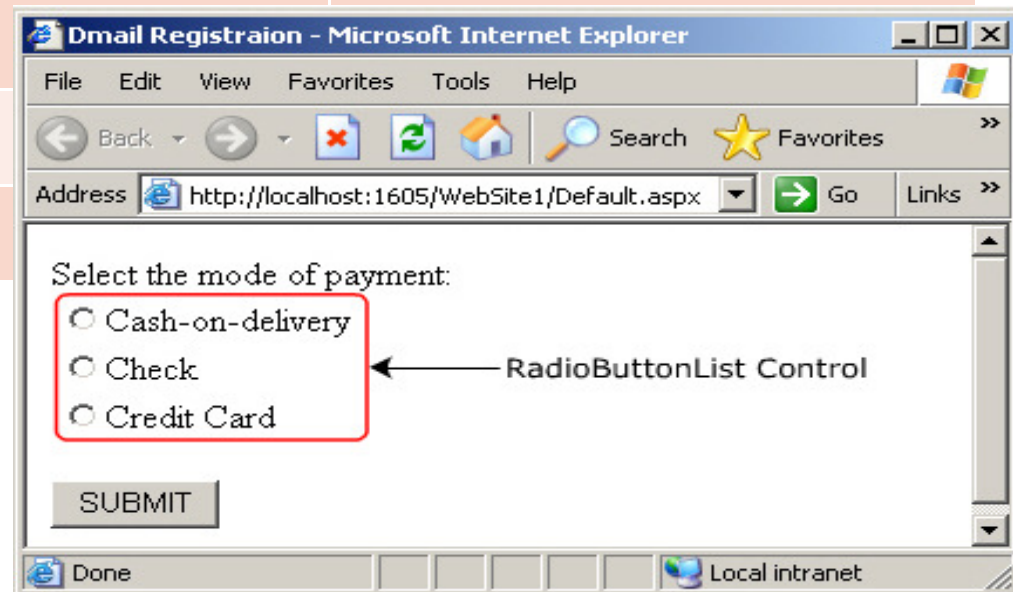 Dmail Registraion - Microsoft Internet Explorer
File Edit View Favorites Tools Help
Back Search Favorites »
Address http://localhost:1605/WebSite1/Default.aspx Go Links »
Select the mode of payment:
Cash-on-delivery
Check
RadioButtonList Control
Credit Card
SUBMIT
Done Local intranet